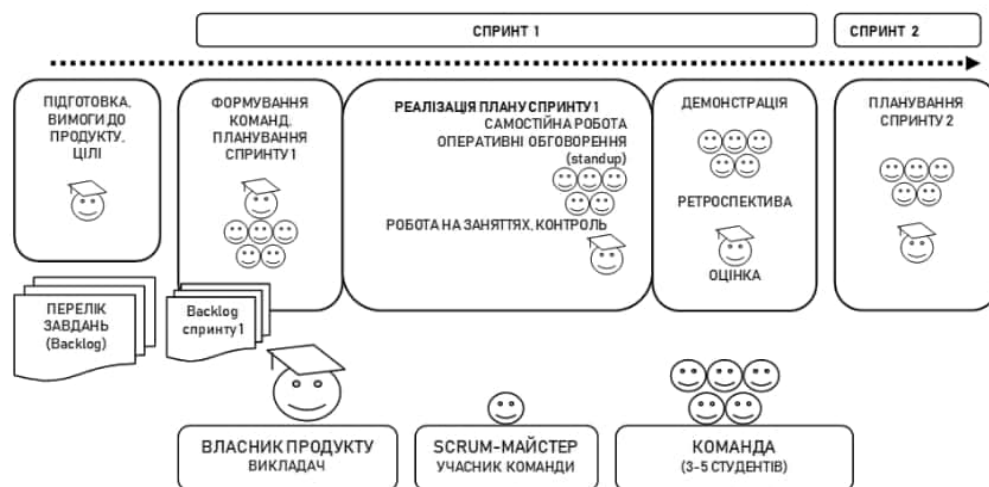 СПРИНТ 1
СПРИНТ 2
ПІДГОТОВКА,
ВИМОГИ ДО
ПРОДУКТУ,
ЦІЛІ
ФОРМУВАННЯ
КОМАНД,
ПЛАНУВАННЯ
СПРИНТУ 1
РЕАЛІЗАЦІЯ ПЛАНУ СПРИНТУ 1
САМОСТІЙНА РОБОТА
ОПЕРАТИВНІ ОБГОВОРЕННЯ
(standup)
РОБОТА НА ЗАНЯТТЯХ, КОНТРОЛЬ
ДЕМОНСТРАЦІЯ
РЕТРОСПЕКТИВА
ОЦІНКА
ПЛАНУВАННЯ
СПРИНТУ 2
ПЕРЕЛІК
ЗАВДАНЬ
(Backlog)
Backlog
спринту 1
ВЛАСНИК ПРОДУКТУ
ВИКЛАДАЧ
SCRUM-МАЙСТЕР
УЧАСНИК КОМАНДИ
КОМАНДА
(3-5 СТУДЕНТІВ)